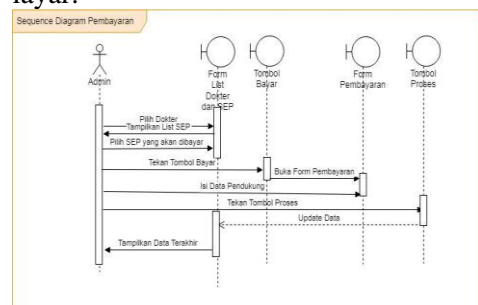 layar.
Sequence Diagram Pembayaran
Admin
Form
List
Dokter
dan SEP
Tombol
Bayar
Form
Pembayaran
Tombol
Proses
Pilih Dokter
Tampilkan List SEP
Pilih SEP yang akan dibayar
Tekan Tombol Bayar
Buka Form Pembayaran
Isi Data Pendukung
Tekan Tombol Proses
Update Data
Tampilkan Data Terakhir